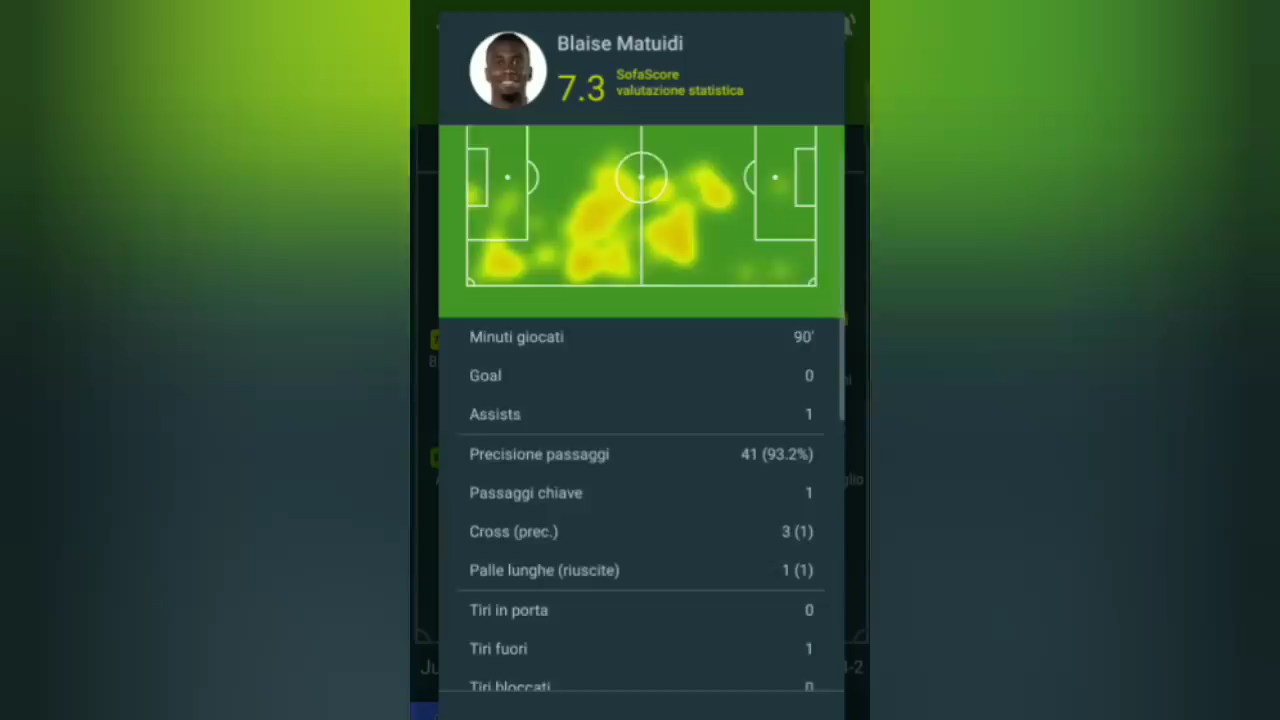 Blaise Matuidi
7.3
SofaScore
valutazione statistica
Minuti giocati 90'
Goal 0
Assists 1
Precisione passaggi 41 (93.2%)
Passaggi chiave 1
Cross (prec.) 3 (1)
Palle lunghe (riuscite) 1 (1)
Tiri in porta 0
Tiri fuori 1
Tiri bloccati 0